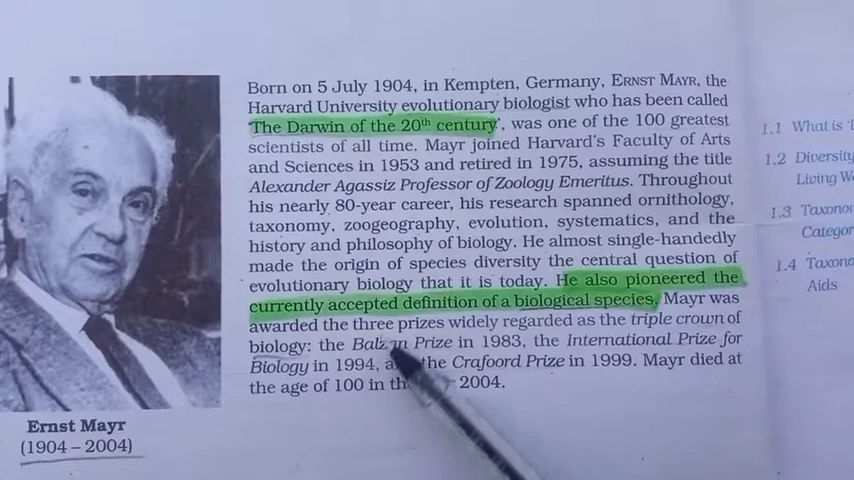 Born on 5 July 1904, in Kempten, Germany, ERNST MAYR, the
Harvard University evolutionary biologist who has been called
'The Darwin of the 20th century', was one of the 100 greatest
scientists of all time. Mayr joined Harvard's Faculty of Arts
and Sciences in 1953 and retired in 1975, assuming the title
Alexander Agassiz Professor of Zoology Emeritus. Throughout
his nearly 80-year career, his research spanned ornithology,
taxonomy, zoogeography, evolution, systematics, and the
history and philosophy of biology. He almost single-handedly
made the origin of species diversity the central question of
evolutionary biology that it is today. He also pioneered the
currently accepted definition of a biological species. Mayr was
awarded the three prizes widely regarded as the triple crown of
biology: the Balzan Prize in 1983, the International Prize for
Biology in 1994, and the Crafoord Prize in 1999. Mayr died at
the age of 100 in 2004.
Ernst Mayr
(1904 – 2004)
1.1 What is
1.2 Diversity
Living
1.3
1.4
Aids